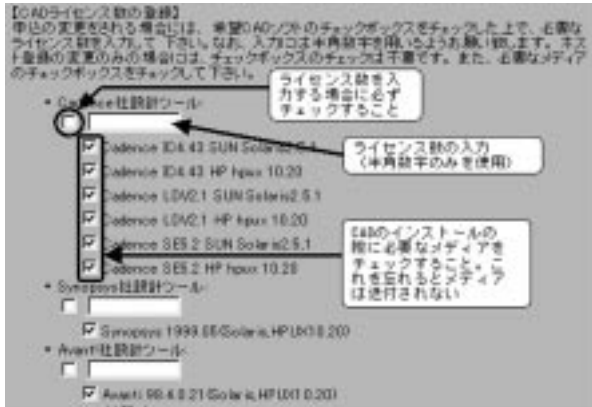 【CADライセンス数の登録】
申込の変更をされる場合には、希望CADソフトのチェックボックスをチェックした上で、必要な
ライセンス数を入力して下さい。なお、入力には半角数字を用いるようお願い致します。ホス
ト登録の変更のみの場合には、チェックボックスのチェックは不要です。また、必要なメディア
のチェックボックスをチェックして下さい。
ライセンス数を入
力する場合に必ず
チェックすること
• Cadence社設計ツール:
ライセンス数の入力
(半角数字のみを使用)
Cadence IC4.43 SUN Solaris2.5.1
Cadence IC4.43 HP hpux 10.20
Cadence LDV2.1 SUN Solaris2.5.1
Cadence LDV2.1 HP hpux 10.20
Cadence SE5.2 SUN Solaris2.5.1
Cadence SE5.2 HP hpux 10.20
CADのインストールの
際に必要なメディアを
チェックすること。こ
れを忘れるとメディア
は送付されない
• Synopsys社設計ツール:
Synopsys 1999.05(Solaris,HPUX10.20)
• Avanti社設計ツール:
Avanti 98.4.0.21(Solaris,HPUX10.20)